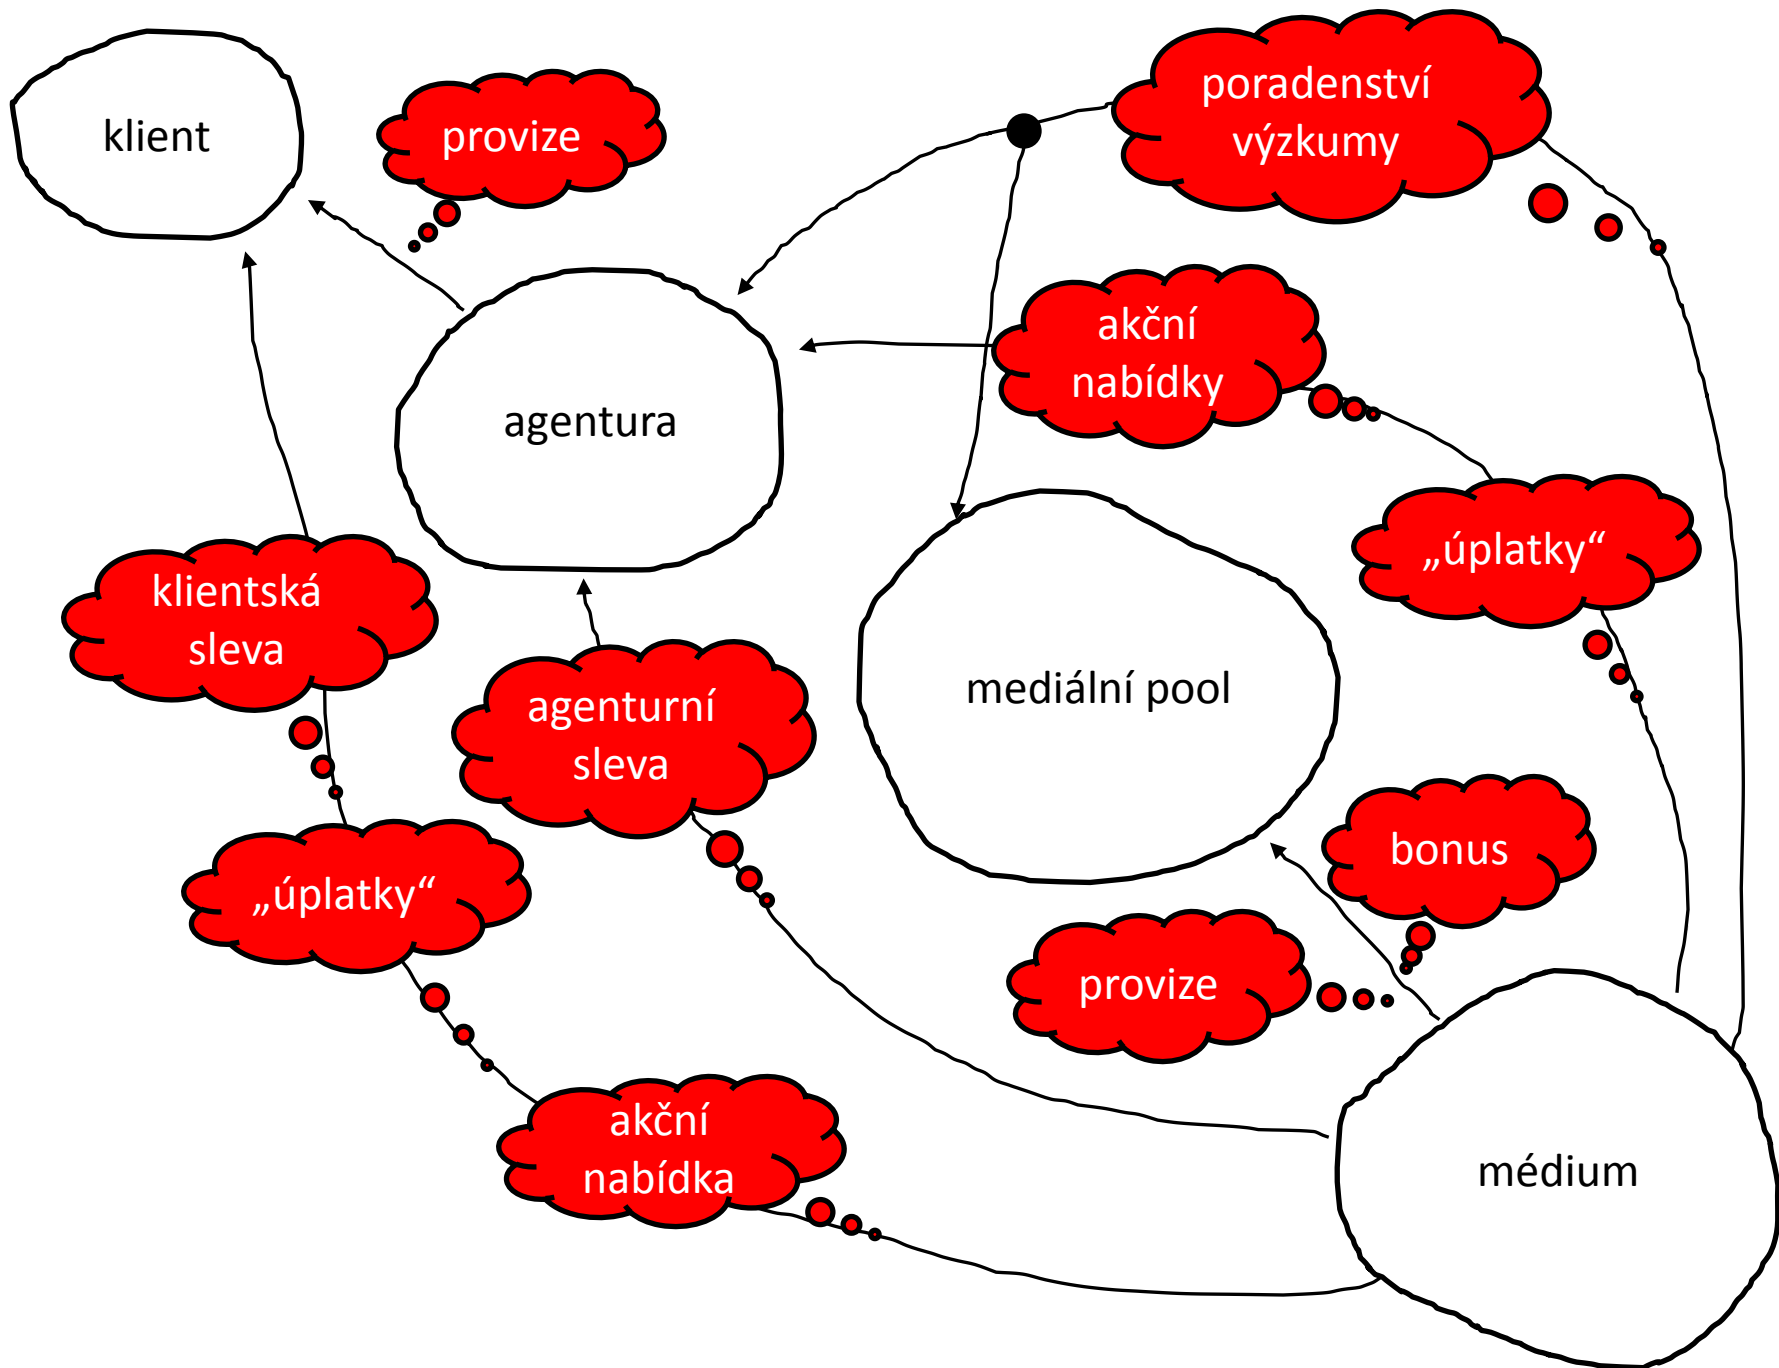 klient
provize
poradenství
výzkumy
akční
nabídky
agentura
„úplatky“
klientská
sleva
agenturní
sleva
mediální pool
bonus
„úplatky“
provize
akční
nabídka
médium